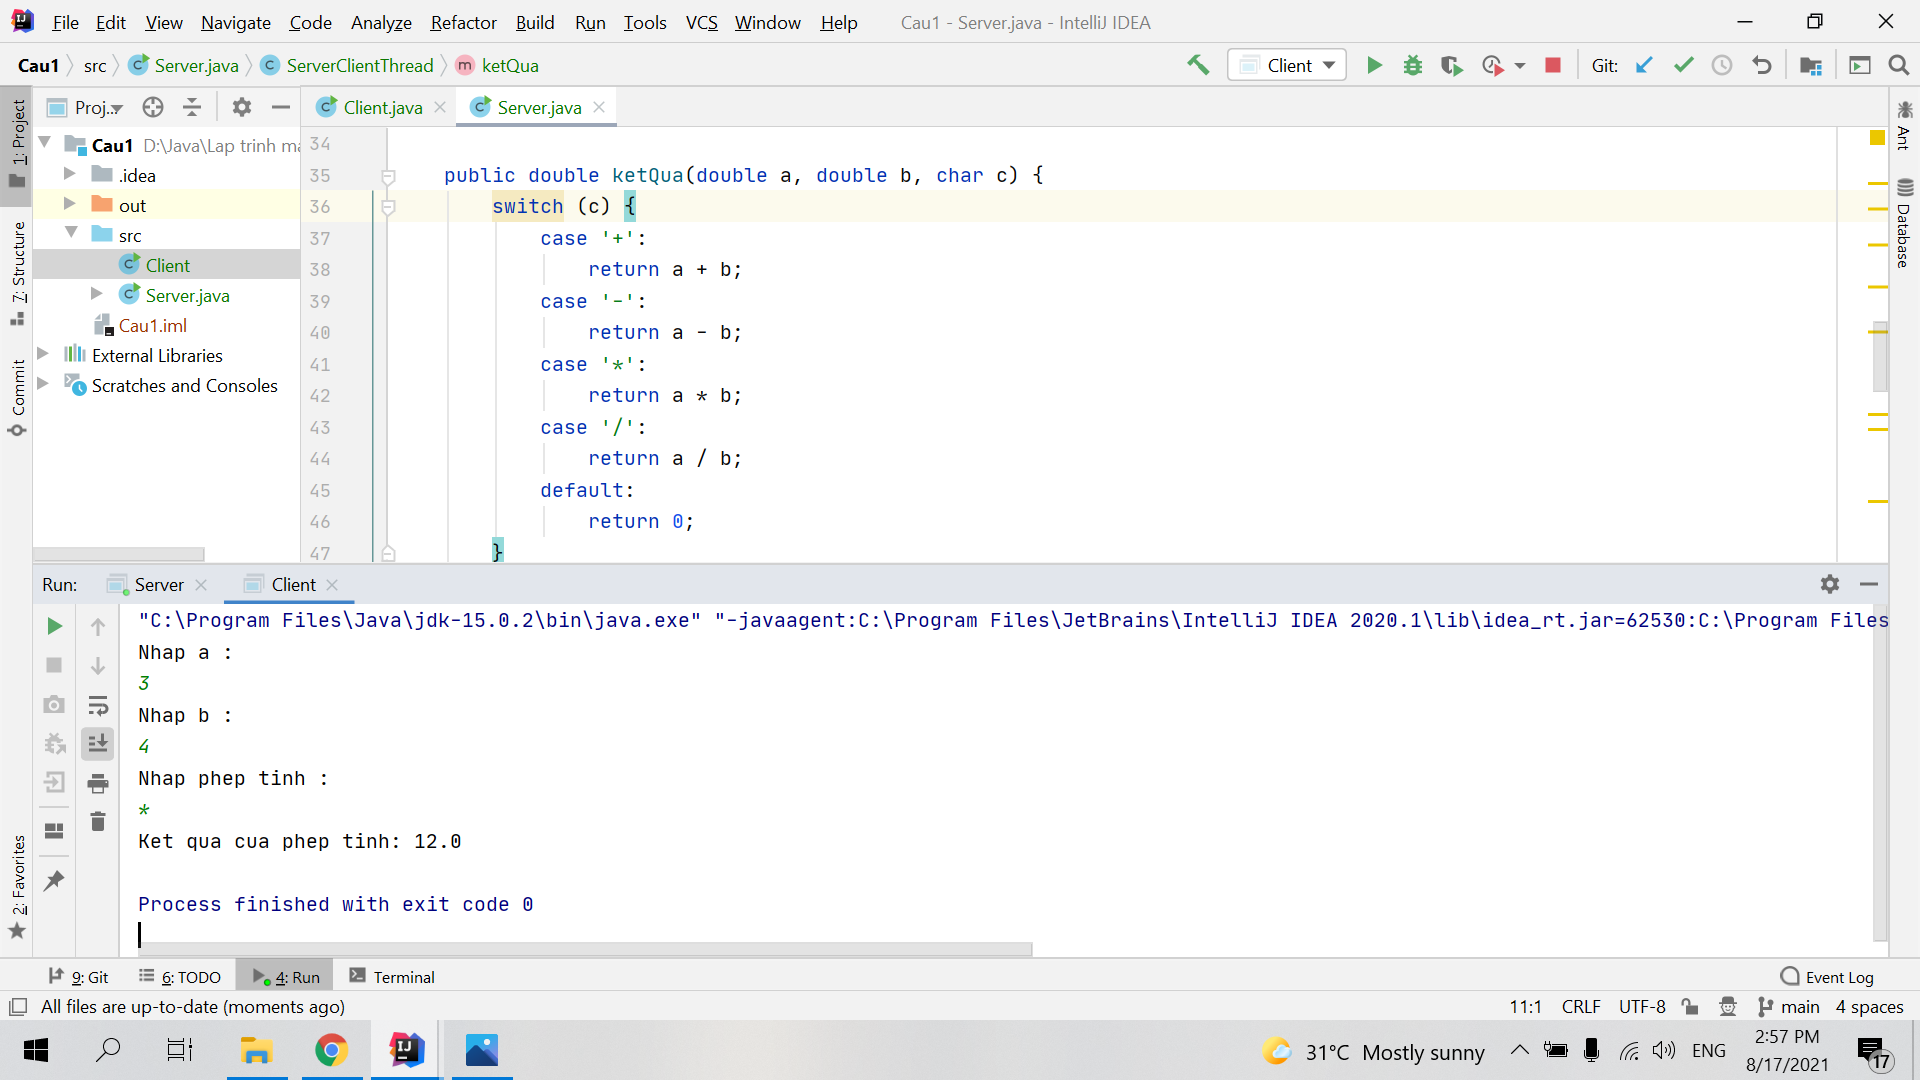 File Edit View Navigate Code Analyze Refactor Build Run Tools VCS Window Help Cau1 - Server.java - IntelliJ IDEA
Cau1 src Server.java ServerClientThread ketQua Client Git:
Proj... Client.java Server.java
1: Project
7: Structure
Commit
2: Favorites
Ant
Database
Cau1 D:\Java\Lap trinh
.idea
out
src
Client
Server.java
Cau1.iml
External Libraries
Scratches and Consoles
34
35 public double ketQua(double a, double b, char c) {
36 switch (c) {
37 case '+':
38 return a + b;
39 case '-':
40 return a - b;
41 case '*':
42 return a * b;
43 case '/':
44 return a / b;
45 default:
46 return 0;
47 }
Run: Server Client
"C:\Program Files\Java\jdk-15.0.2\bin\java.exe" "-javaagent:C:\Program Files\JetBrains\IntelliJ IDEA 2020.1\lib\idea_rt.jar=62530:C:\Program Files
Nhap a :
3
Nhap b :
4
Nhap phep tinh :
*
Ket qua cua phep tinh: 12.0
Process finished with exit code 0
9: Git 6: TODO 4: Run Terminal Event Log
All files are up-to-date (moments ago) 11:1 CRLF UTF-8 main 4 spaces
31°C Mostly sunny ENG 2:57 PM
8/17/2021 17